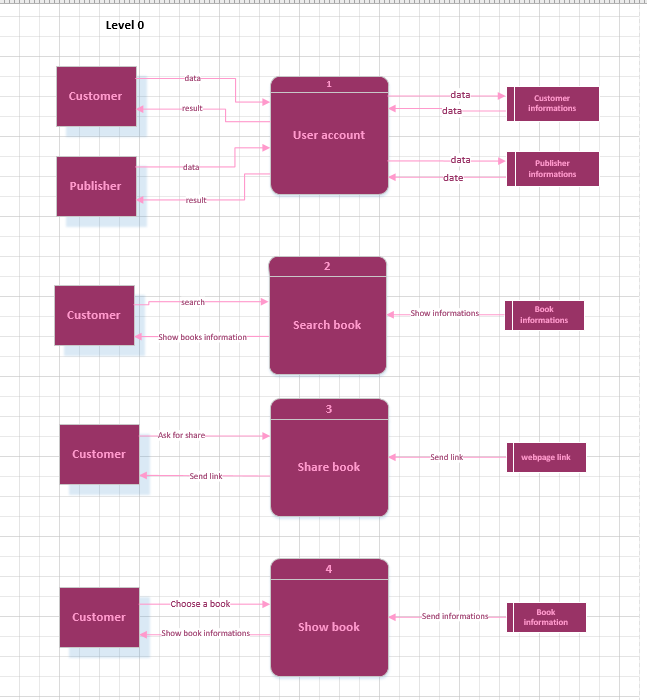 Level 0
Customer
data
result
1
User account
data
data
Customer
informations
Publisher
data
result
data
date
Publisher
informations
Customer
search
Show books information
2
Search book
Show informations
Book
informations
Customer
Ask for share
Send link
3
Share book
Send link
webpage link
Customer
Choose a book
Show book informations
4
Show book
Send informations
Book
information